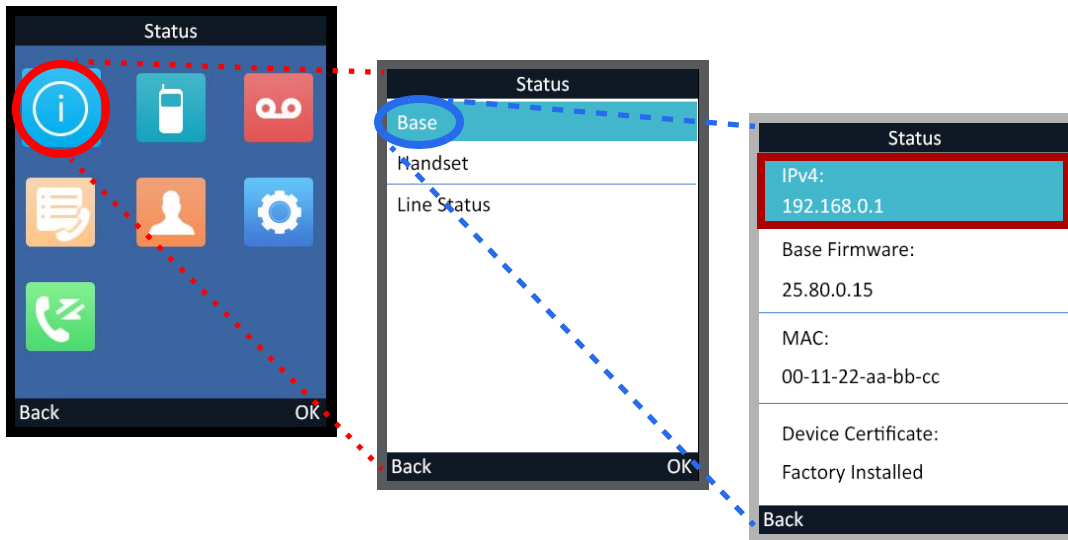 Status
i
Back OK
Status
Base
Handset
Line Status
Back OK
Status
IPv4:
192.168.0.1
Base Firmware:
25.80.0.15
MAC:
00-11-22-aa-bb-cc
Device Certificate:
Factory Installed
Back